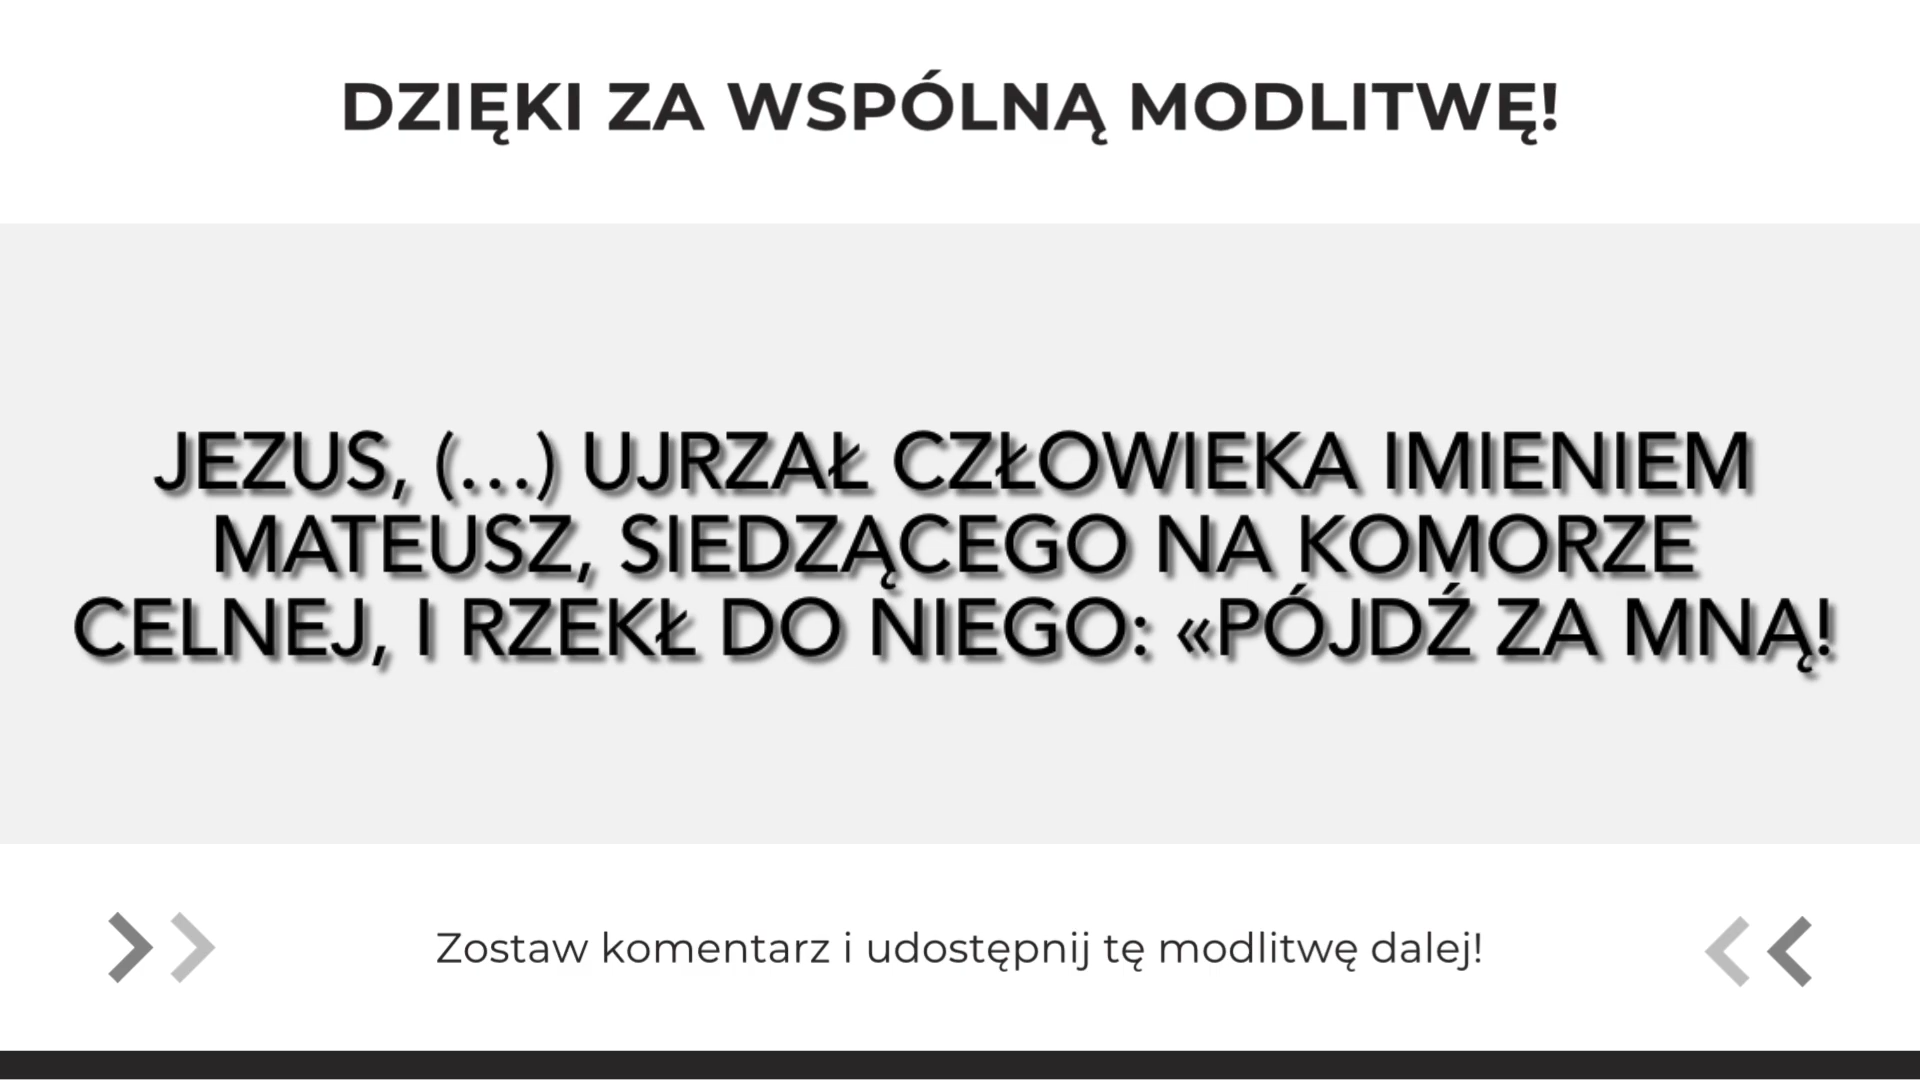 DZIĘKI ZA WSPÓLNĄ MODLITWĘ!
JEZUS, (...) UJRZAŁ CZŁOWIEKA IMIENIEM
MATEUSZ, SIEDZĄCEGO NA KOMORZE
CELNEJ, I RZEKŁ DO NIEGO: «PÓJDŹ ZA MNĄ!
Zostaw komentarz i udostępnij tę modlitwę dalej!